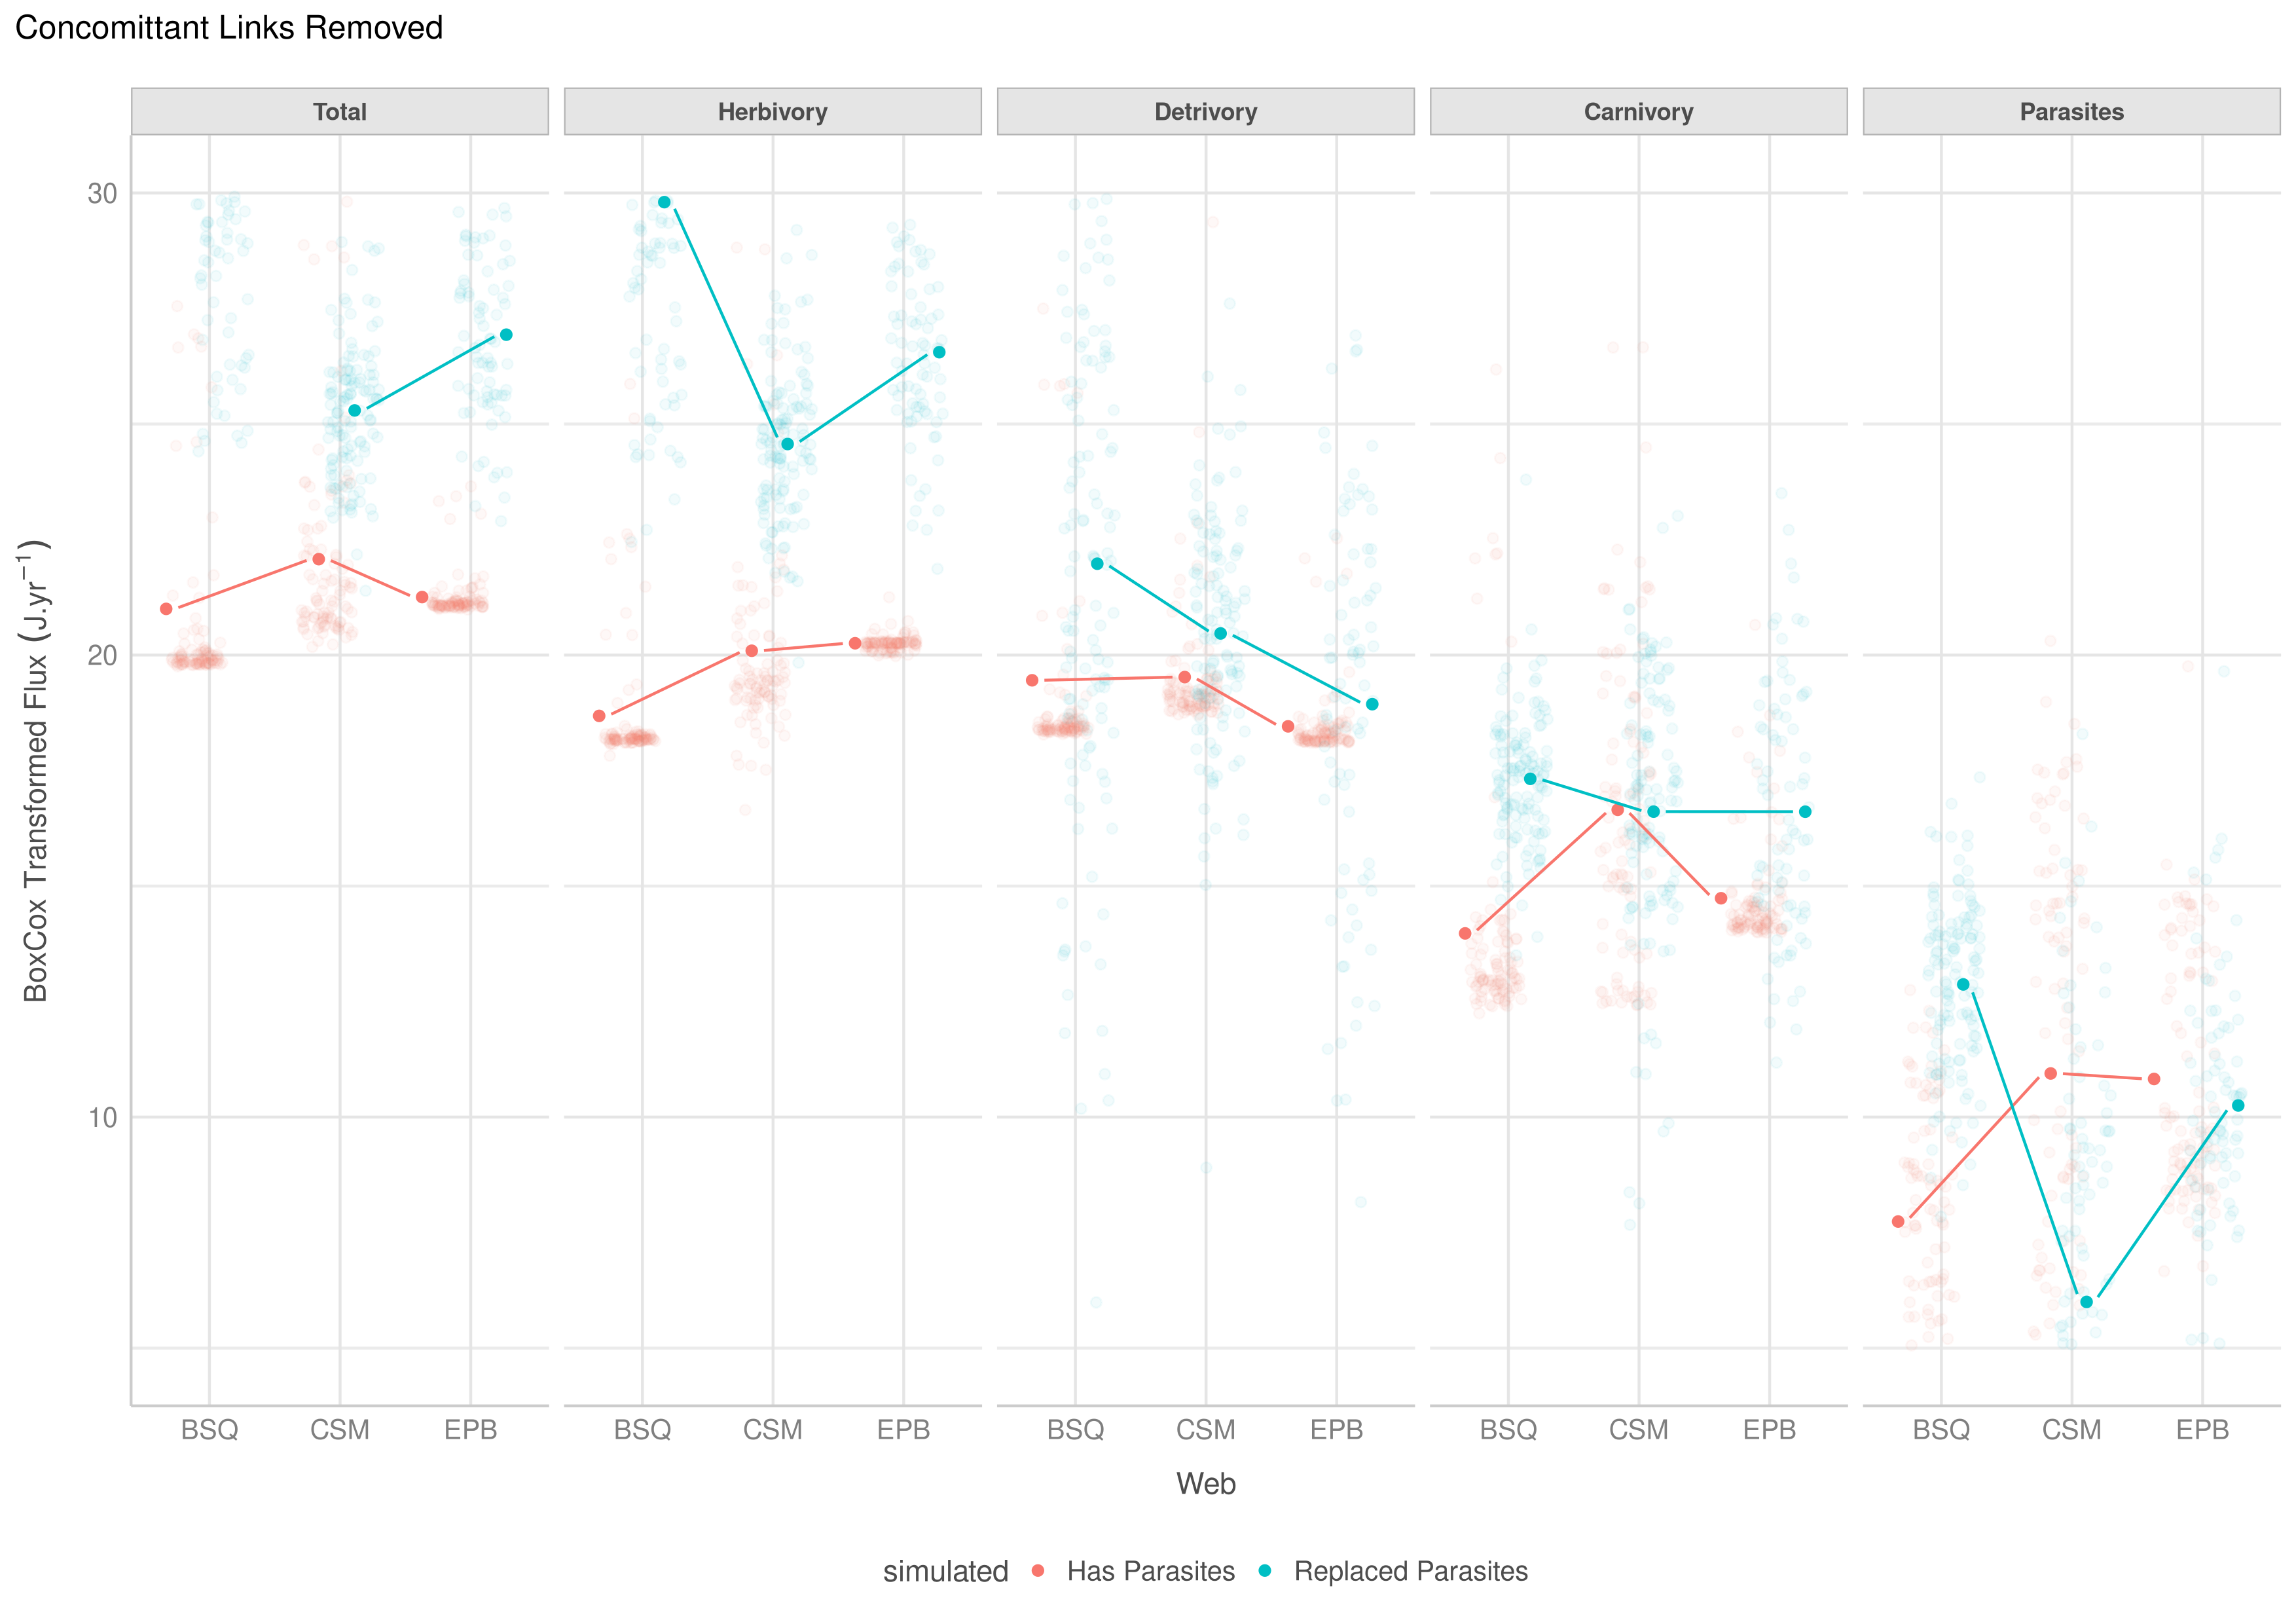 Concomittant Links Removed
Total Herbivory Detrivory Carnivory Parasites
BoxCox Transformed Flux (J.yr⁻¹)
30
20
10
BSQ CSM EPB BSQ CSM EPB BSQ CSM EPB BSQ CSM EPB BSQ CSM EPB
Web
simulated Has Parasites Replaced Parasites